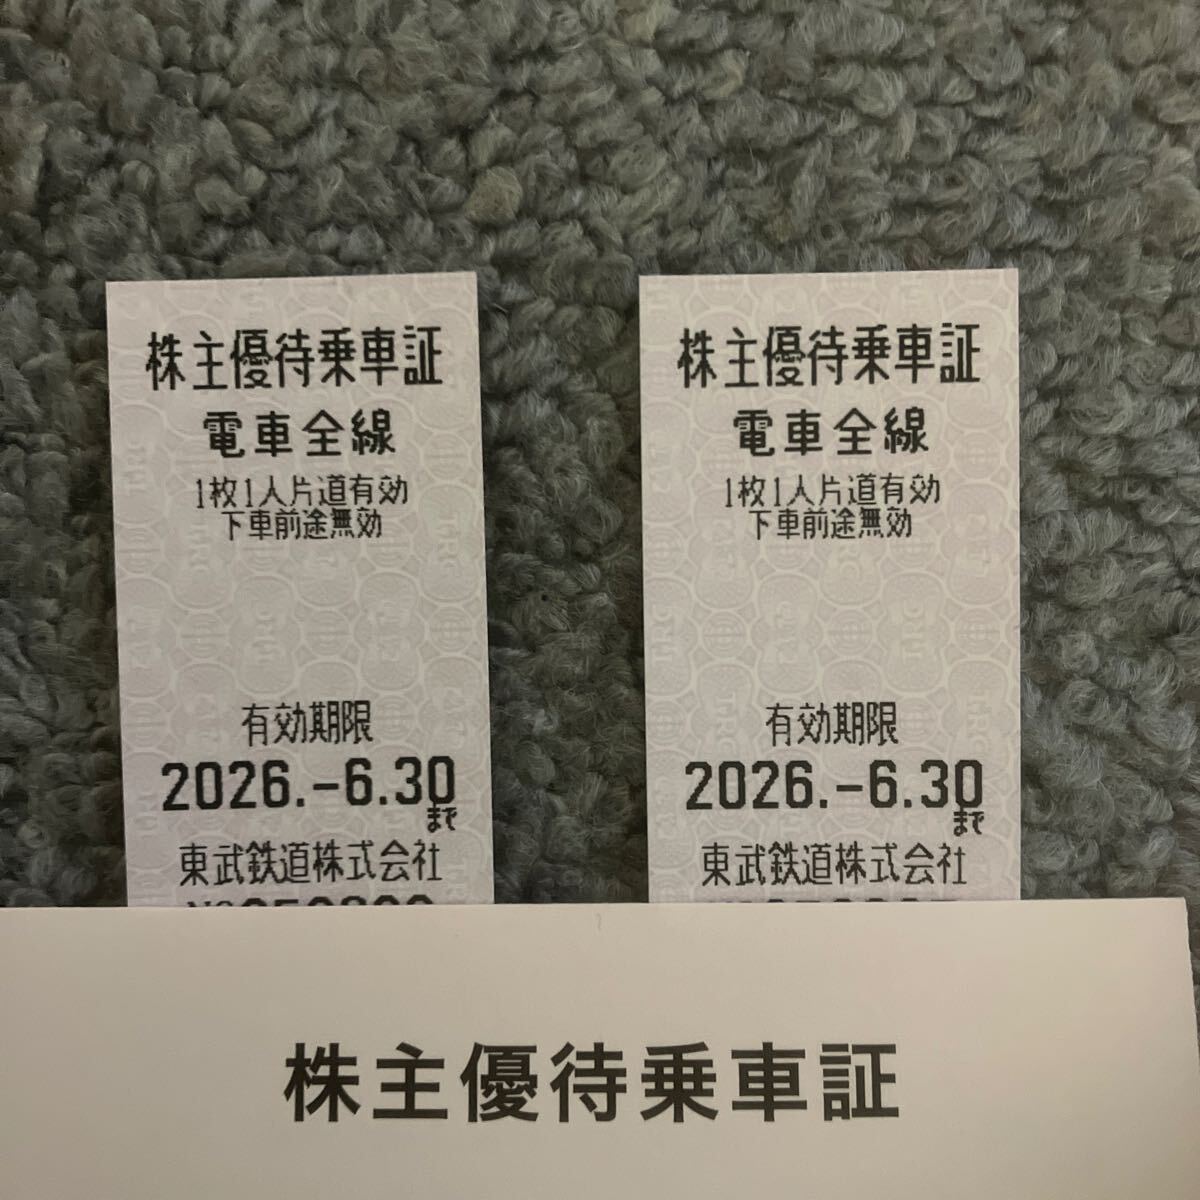 株主優待乗車証
電車全線
1枚1人片道有効
下車前途無効
有効期限
2026.-6.30
まで
東武鉄道株式会社
株主優待乗車証
電車全線
1枚1人片道有効
下車前途無効
有効期限
2026.-6.30
まで
東武鉄道株式会社
株主優待乗車証